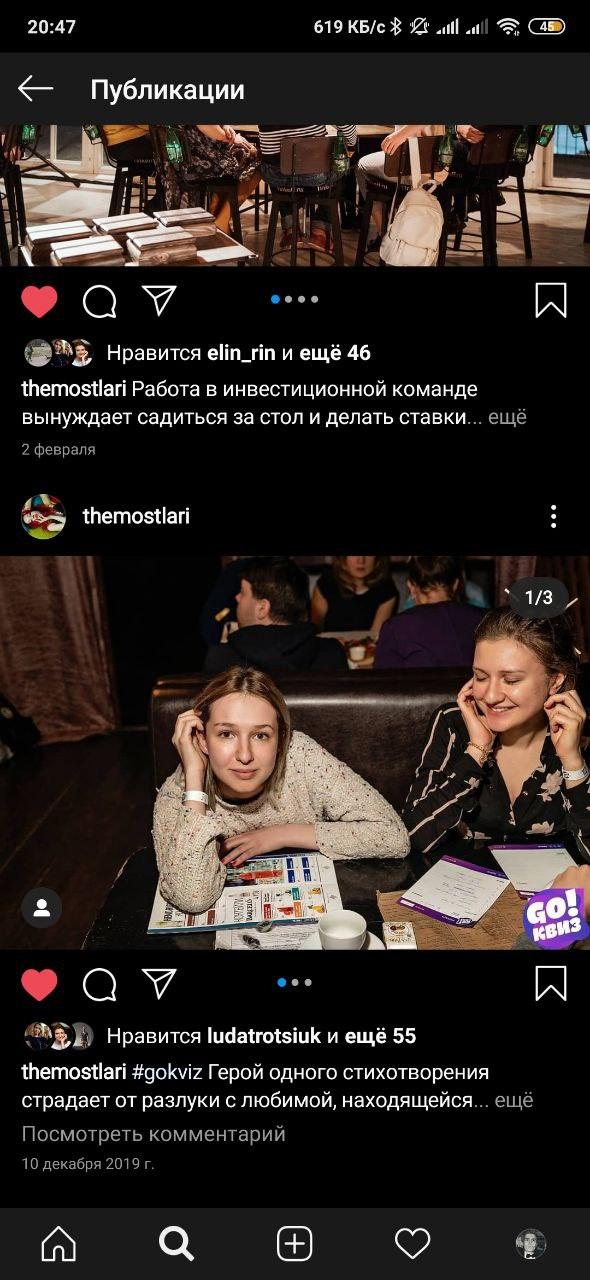 20:47
619 КБ/с
45
Публикации
Нравится elin_rin и ещё 46
themostlari Работа в инвестиционной команде
вынуждает садиться за стол и делать ставки... ещё
2 февраля
themostlari
1/3
GO!
КВИЗ
Нравится ludatrotsiuk и ещё 55
themostlari #gokviz Герой одного стихотворения
страдает от разлуки с любимой, находящейся... ещё
Посмотреть комментарий
10 декабря 2019 г.